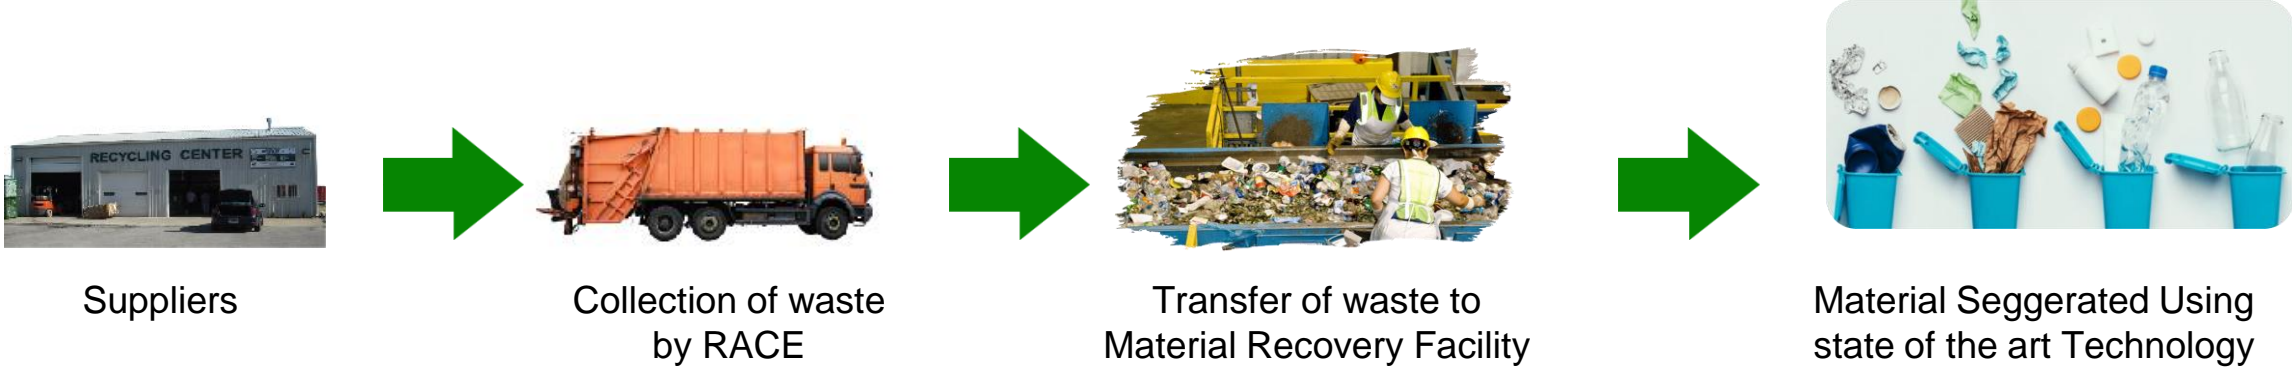 RECYCLING CENTER
Suppliers
Collection of waste
by RACE
Transfer of waste to
Material Recovery Facility
Material Seggerated Using
state of the art Technology